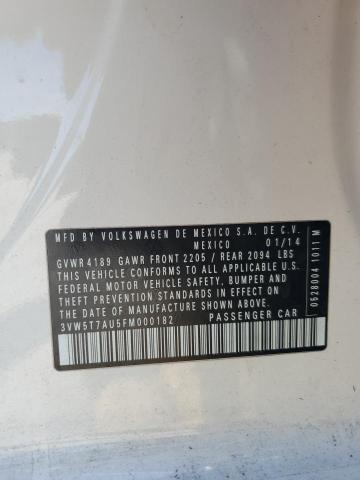 MFD BY VOLKSWAGEN DE MEXICO S.A. DE C.V.
MEXICO 01/14
GVWR 4189 GAWR FRONT 2205 / REAR 2094 LBS
THIS VEHICLE CONFORMS TO ALL APPLICABLE U.S.
FEDERAL MOTOR VEHICLE SAFETY, BUMPER AND
THEFT PREVENTION STANDARDS IN EFFECT ON
THE DATE OF MANUFACTURE SHOWN ABOVE.
3VW5T7AU5FM000182 PASSENGER CAR
0528004 1011 M